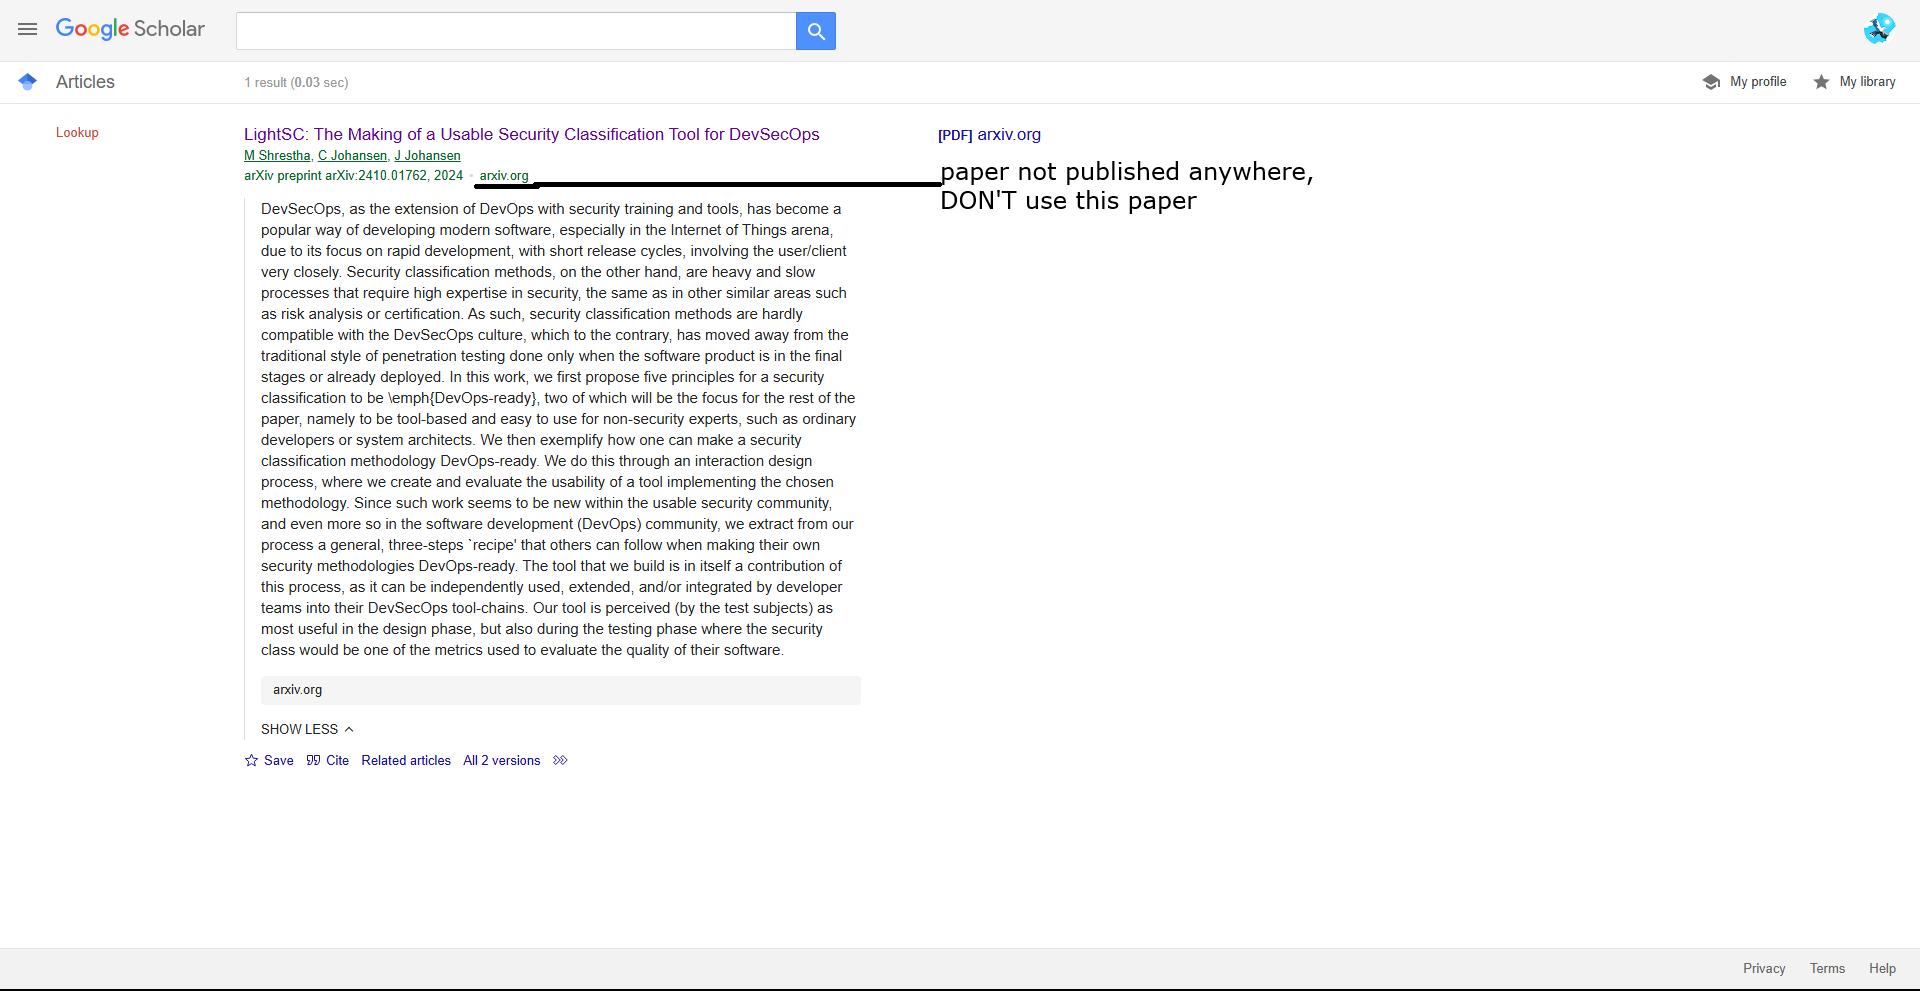 Google Scholar
Articles
1 result (0.03 sec)
My profile
My library
Lookup
LightSC: The Making of a Usable Security Classification Tool for DevSecOps
[PDF] arxiv.org
M Shrestha, C Johansen, J Johansen
arXiv preprint arXiv:2410.01762, 2024 • arxiv.org
paper not published anywhere,
DON'T use this paper
DevSecOps, as the extension of DevOps with security training and tools, has become a
popular way of developing modern software, especially in the Internet of Things arena,
due to its focus on rapid development, with short release cycles, involving the user/client
very closely. Security classification methods, on the other hand, are heavy and slow
processes that require high expertise in security, the same as in other similar areas such
as risk analysis or certification. As such, security classification methods are hardly
compatible with the DevSecOps culture, which to the contrary, has moved away from the
traditional style of penetration testing done only when the software product is in the final
stages or already deployed. In this work, we first propose five principles for a security
classification to be \emph{DevOps-ready}, two of which will be the focus for the rest of the
paper, namely to be tool-based and easy to use for non-security experts, such as ordinary
developers or system architects. We then exemplify how one can make a security
classification methodology DevOps-ready. We do this through an interaction design
process, where we create and evaluate the usability of a tool implementing the chosen
methodology. Since such work seems to be new within the usable security community,
and even more so in the software development (DevOps) community, we extract from our
process a general, three-steps `recipe' that others can follow when making their own
security methodologies DevOps-ready. The tool that we build is in itself a contribution of
this process, as it can be independently used, extended, and/or integrated by developer
teams into their DevSecOps tool-chains. Our tool is perceived (by the test subjects) as
most useful in the design phase, but also during the testing phase where the security
class would be one of the metrics used to evaluate the quality of their software.
arxiv.org
SHOW LESS
Save Cite Related articles All 2 versions
Privacy Terms Help